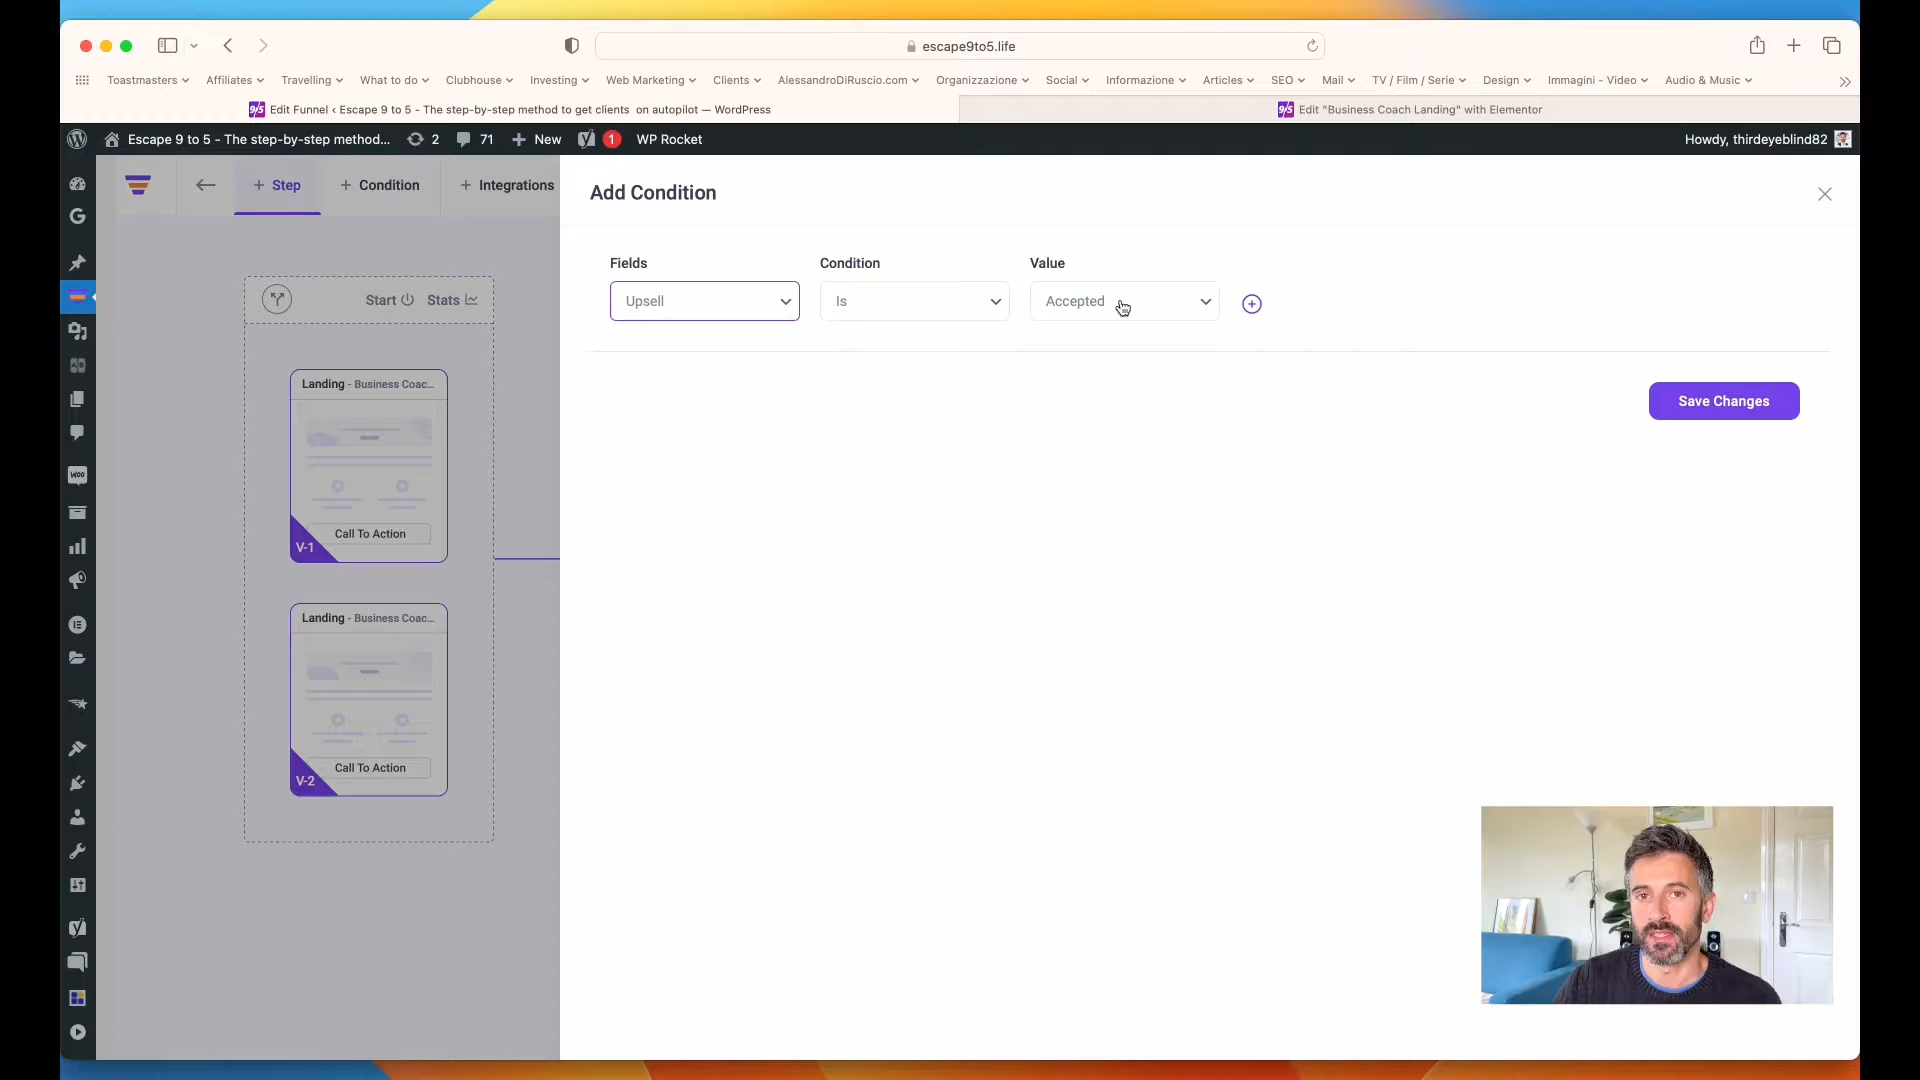 escape9to5.life
Toastmasters Affiliates Travelling What to do Clubhouse Investing Web Marketing Clients AlessandroDiRuscio.com Organizzazione Social Informazione Articles SEO Mail TV / Film / Serie Design Immagini - Video Audio & Music
9/5 Edit Funnel ‹ Escape 9 to 5 - The step-by-step method to get clients on autopilot — WordPress
9/5 Edit "Business Coach Landing" with Elementor
Escape 9 to 5 - The step-by-step method... 2 71 + New 1 WP Rocket
Howdy, thirdeyeblind82
+ Step + Condition + Integrations
Add Condition
Fields Condition Value
Upsell Is Accepted
Save Changes
Start Stats
Landing - Business Coac...
Call To Action
V-1
Landing - Business Coac...
Call To Action
V-2
G
Woo